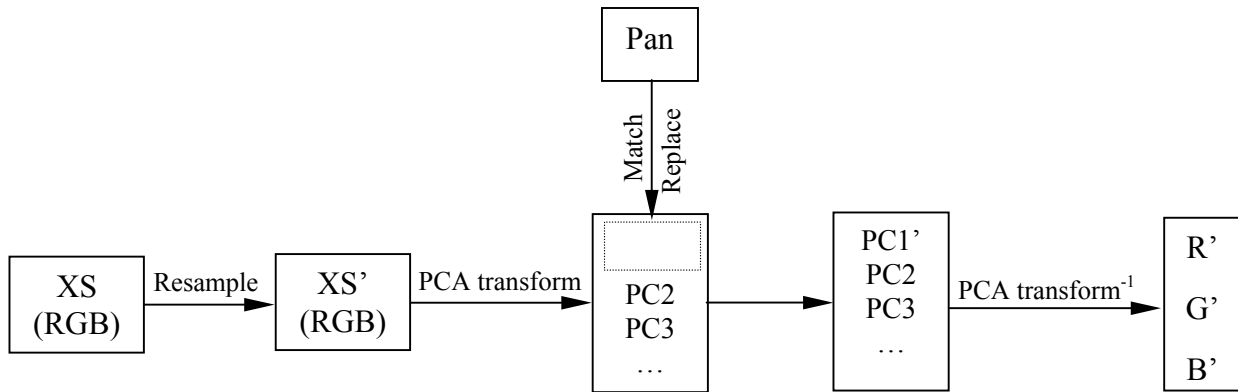 Pan
Match
Replace
XS
(RGB)
Resample
XS’
(RGB)
PCA transform
PC2
PC3
…
PC1’
PC2
PC3
…
PCA transform-1
R’
G’
B’